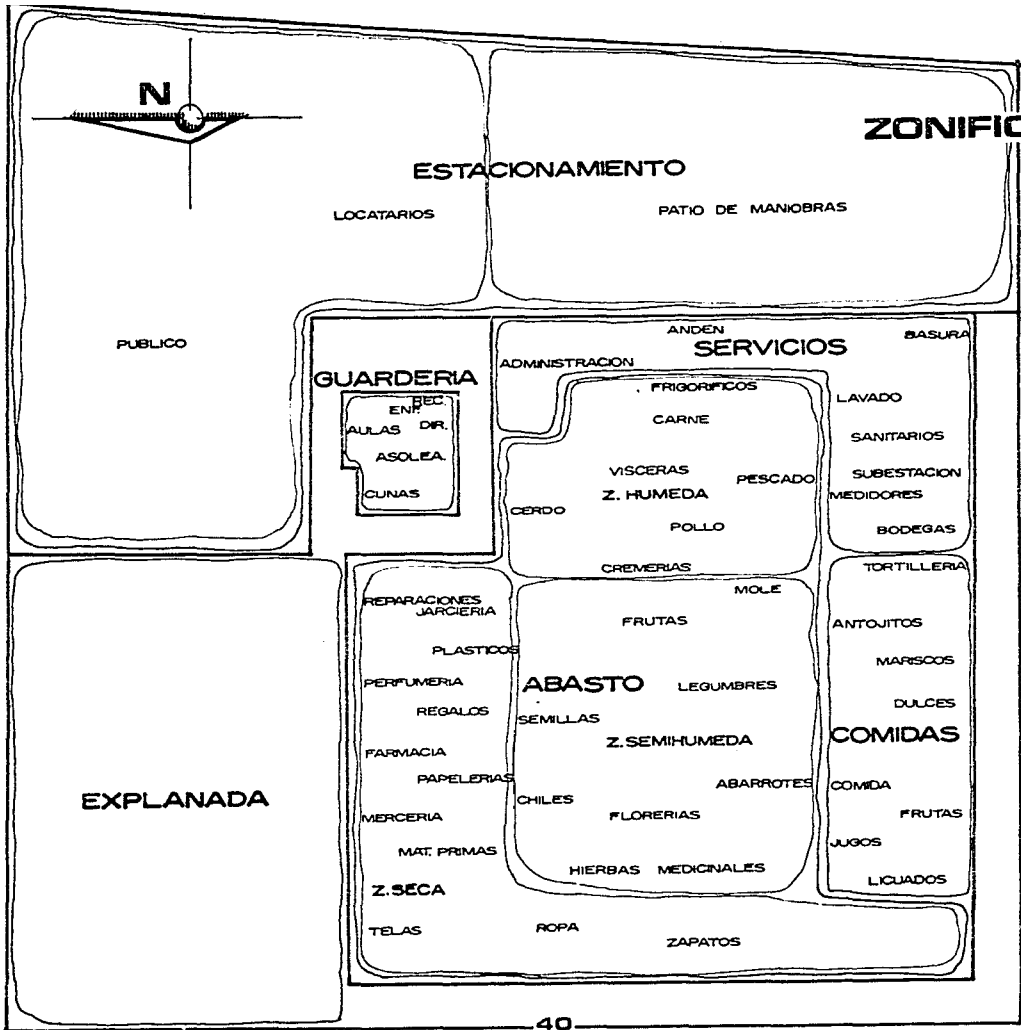 N
ZONIFIC
ESTACIONAMIENTO
LOCATARIOS
PATIO DE MANIOBRAS
PUBLICO
ANDEN
BASURA
SERVICIOS
ADMINISTRACION
GUARDERIA
REC.
ENF.
AULAS DIR.
ASOLEA.
CUNAS
FRIGORIFICOS
CARNE
LAVADO
SANITARIOS
VISCERAS
PESCADO
SUBESTACION
Z. HUMEDA
MEDIDORES
CERDO
POLLO
BODEGAS
CREMERIAS
TORTILLERIA
MOLE
REPARACIONES
JARCIERIA
FRUTAS
ANTOJITOS
PLASTICOS
MARISCOS
PERFUMERIA
ABASTO
LEGUMBRES
REGALOS
SEMILLAS
DULCES
Z. SEMIHUMEDA
COMIDAS
FARMACIA
PAPELERIAS
ABARROTES
COMIDA
EXPLANADA
CHILES
MERCERIA
FLORERIAS
FRUTAS
JUGOS
MAT. PRIMAS
HIERBAS MEDICINALES
LICUADOS
Z. SECA
TELAS
ROPA
ZAPATOS
40